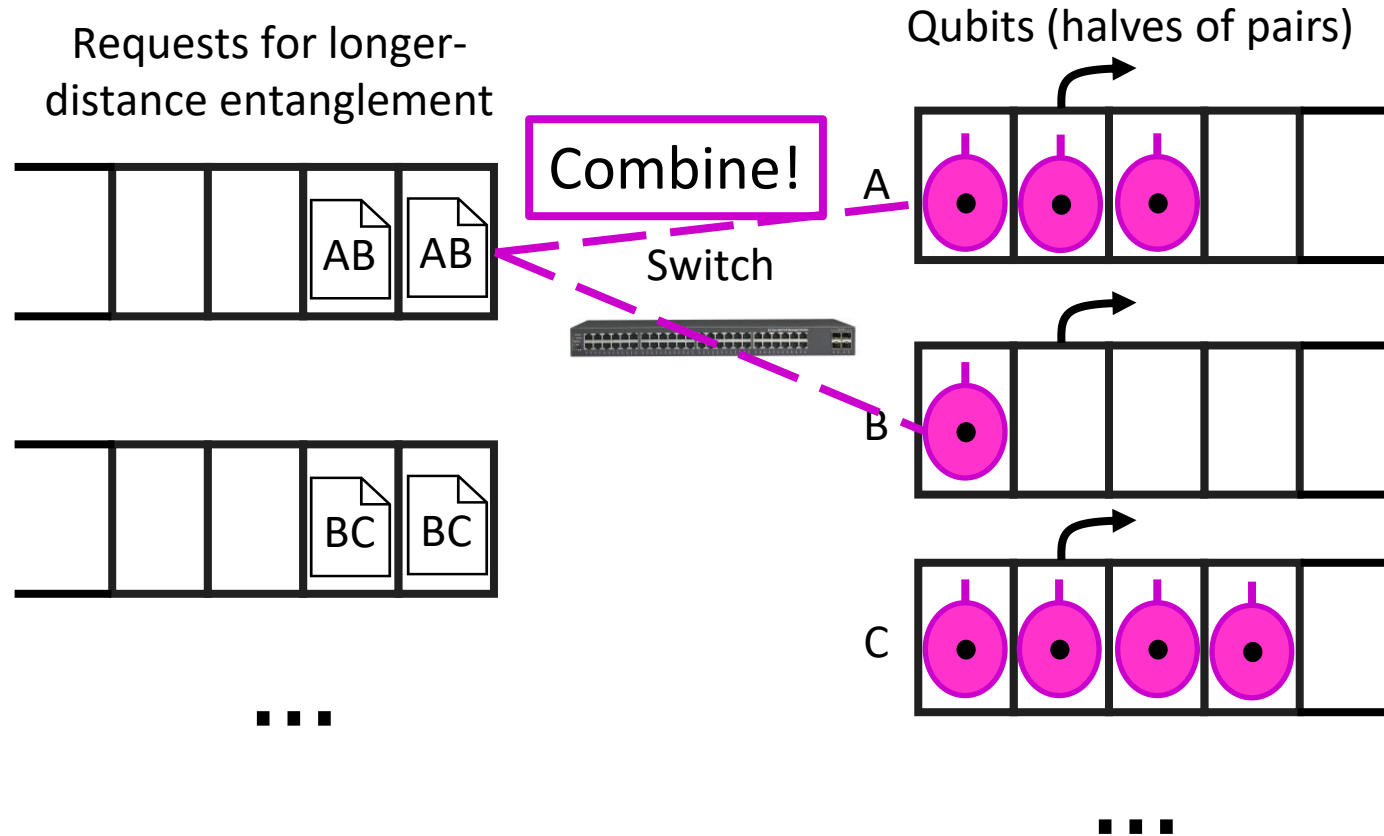 Requests for longer-
distance entanglement
Qubits (halves of pairs)
Combine!
Switch
AB
AB
BC
BC
A
B
C
...
...